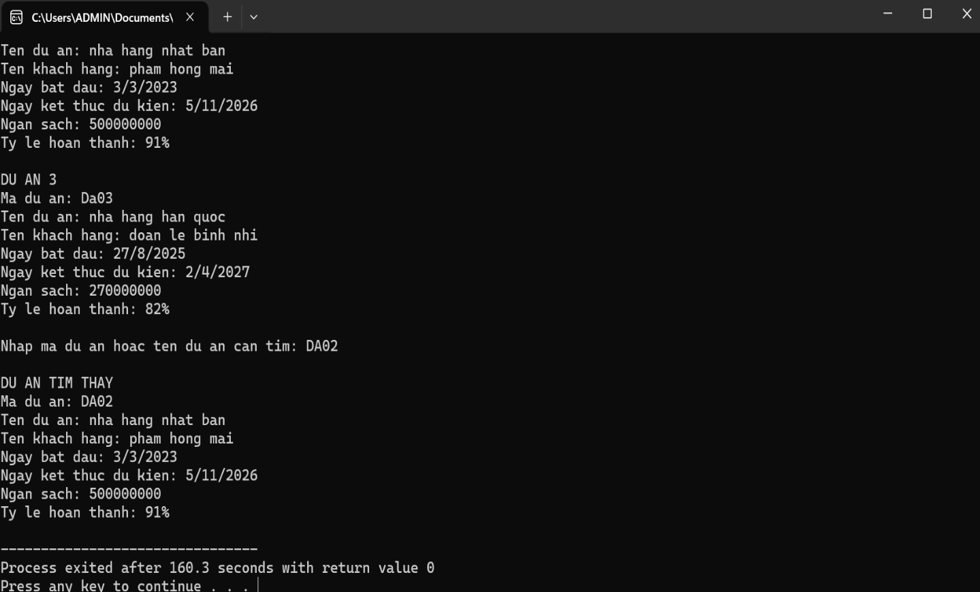 C:\Users\ADMIN\Documents\
Ten du an: nha hang nhat ban
Ten khach hang: pham hong mai
Ngay bat dau: 3/3/2023
Ngay ket thuc du kien: 5/11/2026
Ngan sach: 500000000
Ty le hoan thanh: 91%
DU AN 3
Ma du an: Da03
Ten du an: nha hang han quoc
Ten khach hang: doan le binh nhi
Ngay bat dau: 27/8/2025
Ngay ket thuc du kien: 2/4/2027
Ngan sach: 270000000
Ty le hoan thanh: 82%
Nhap ma du an hoac ten du an can tim: DA02
DU AN TIM THAY
Ma du an: DA02
Ten du an: nha hang nhat ban
Ten khach hang: pham hong mai
Ngay bat dau: 3/3/2023
Ngay ket thuc du kien: 5/11/2026
Ngan sach: 500000000
Ty le hoan thanh: 91%
--------------------------------
Process exited after 160.3 seconds with return value 0
Press any key to continue . . .